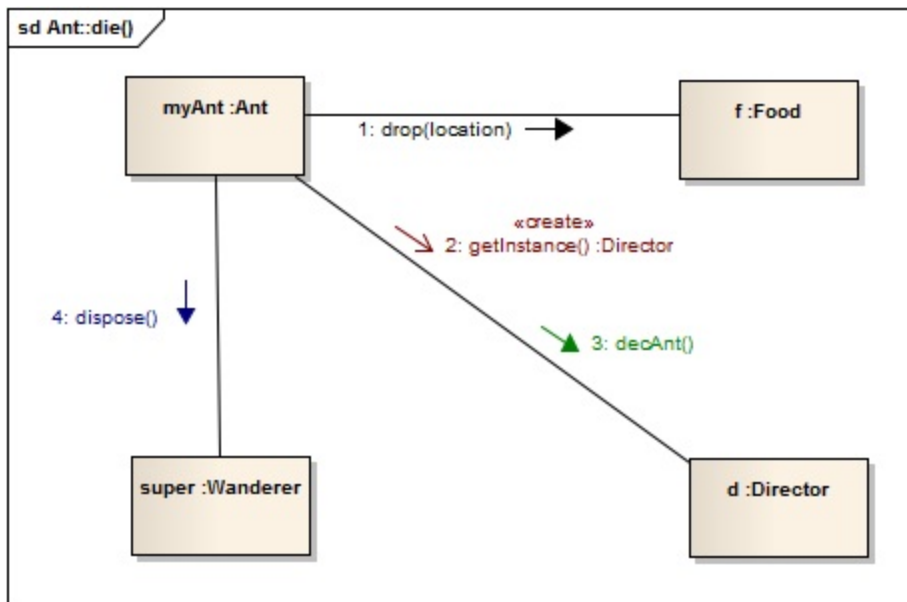 sd Ant::die()
myAnt :Ant
f :Food
1: drop(location)
«create»
2: getInstance() :Director
4: dispose()
3: decAnt()
super :Wanderer
d :Director